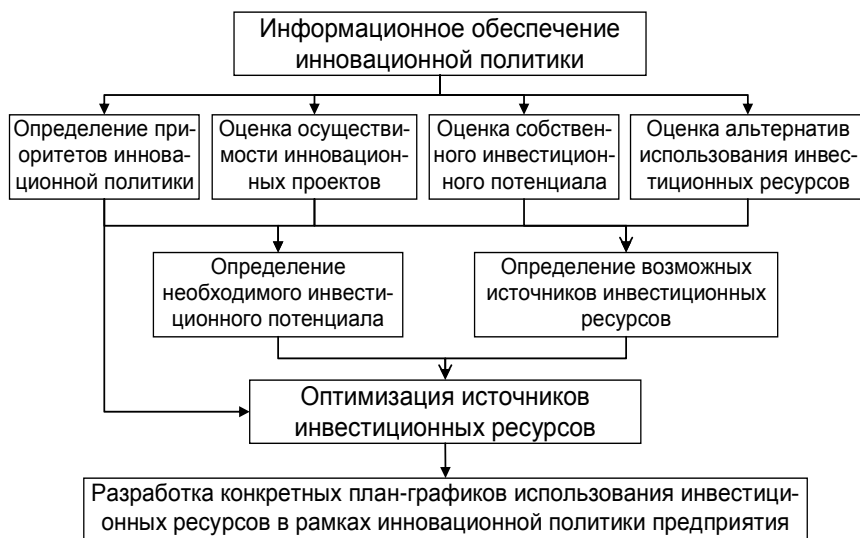 Информационное обеспечение
инновационной политики
Определение при-
оритетов иннова-
ционной политики
Оценка осуществи-
мости инновацион-
ных проектов
Оценка собствен-
ного инвестицион-
ного потенциала
Оценка альтернатив
использования инвес-
тиционных ресурсов
Определение
необходимого инвести-
ционного потенциала
Определение возможных
источников инвестиционных
ресурсов
Оптимизация источников
инвестиционных ресурсов
Разработка конкретных план-графиков использования инвестици-
онных ресурсов в рамках инновационной политики предприятия